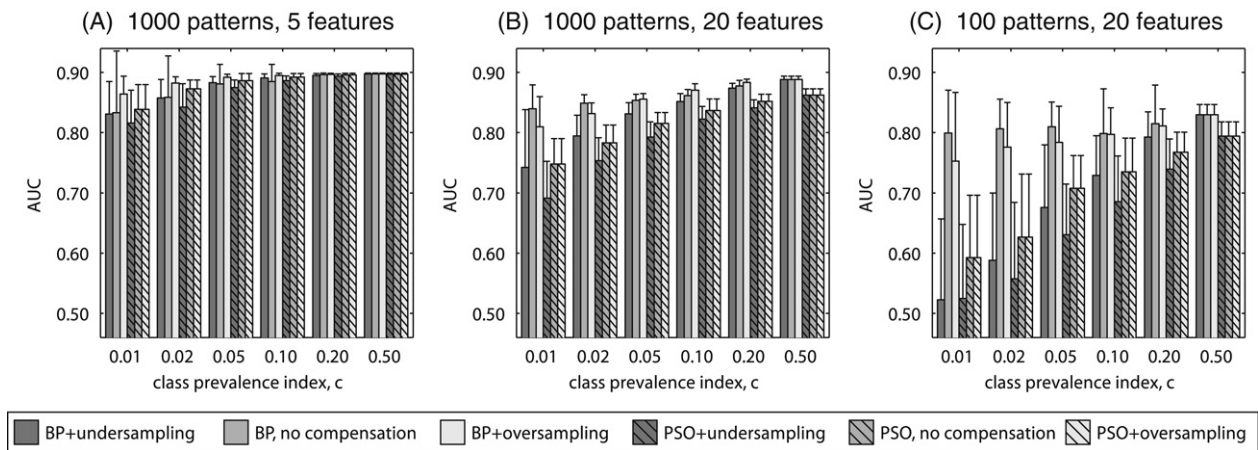 (A) 1000 patterns, 5 features
(B) 1000 patterns, 20 features
(C) 100 patterns, 20 features
AUC
0.90
0.80
0.70
0.60
0.50
0.01 0.02 0.05 0.10 0.20 0.50
class prevalence index, c
AUC
0.90
0.80
0.70
0.60
0.50
0.01 0.02 0.05 0.10 0.20 0.50
class prevalence index, c
AUC
0.90
0.80
0.70
0.60
0.50
0.01 0.02 0.05 0.10 0.20 0.50
class prevalence index, c
BP+undersampling BP, no compensation BP+oversampling PSO+undersampling PSO, no compensation PSO+oversampling